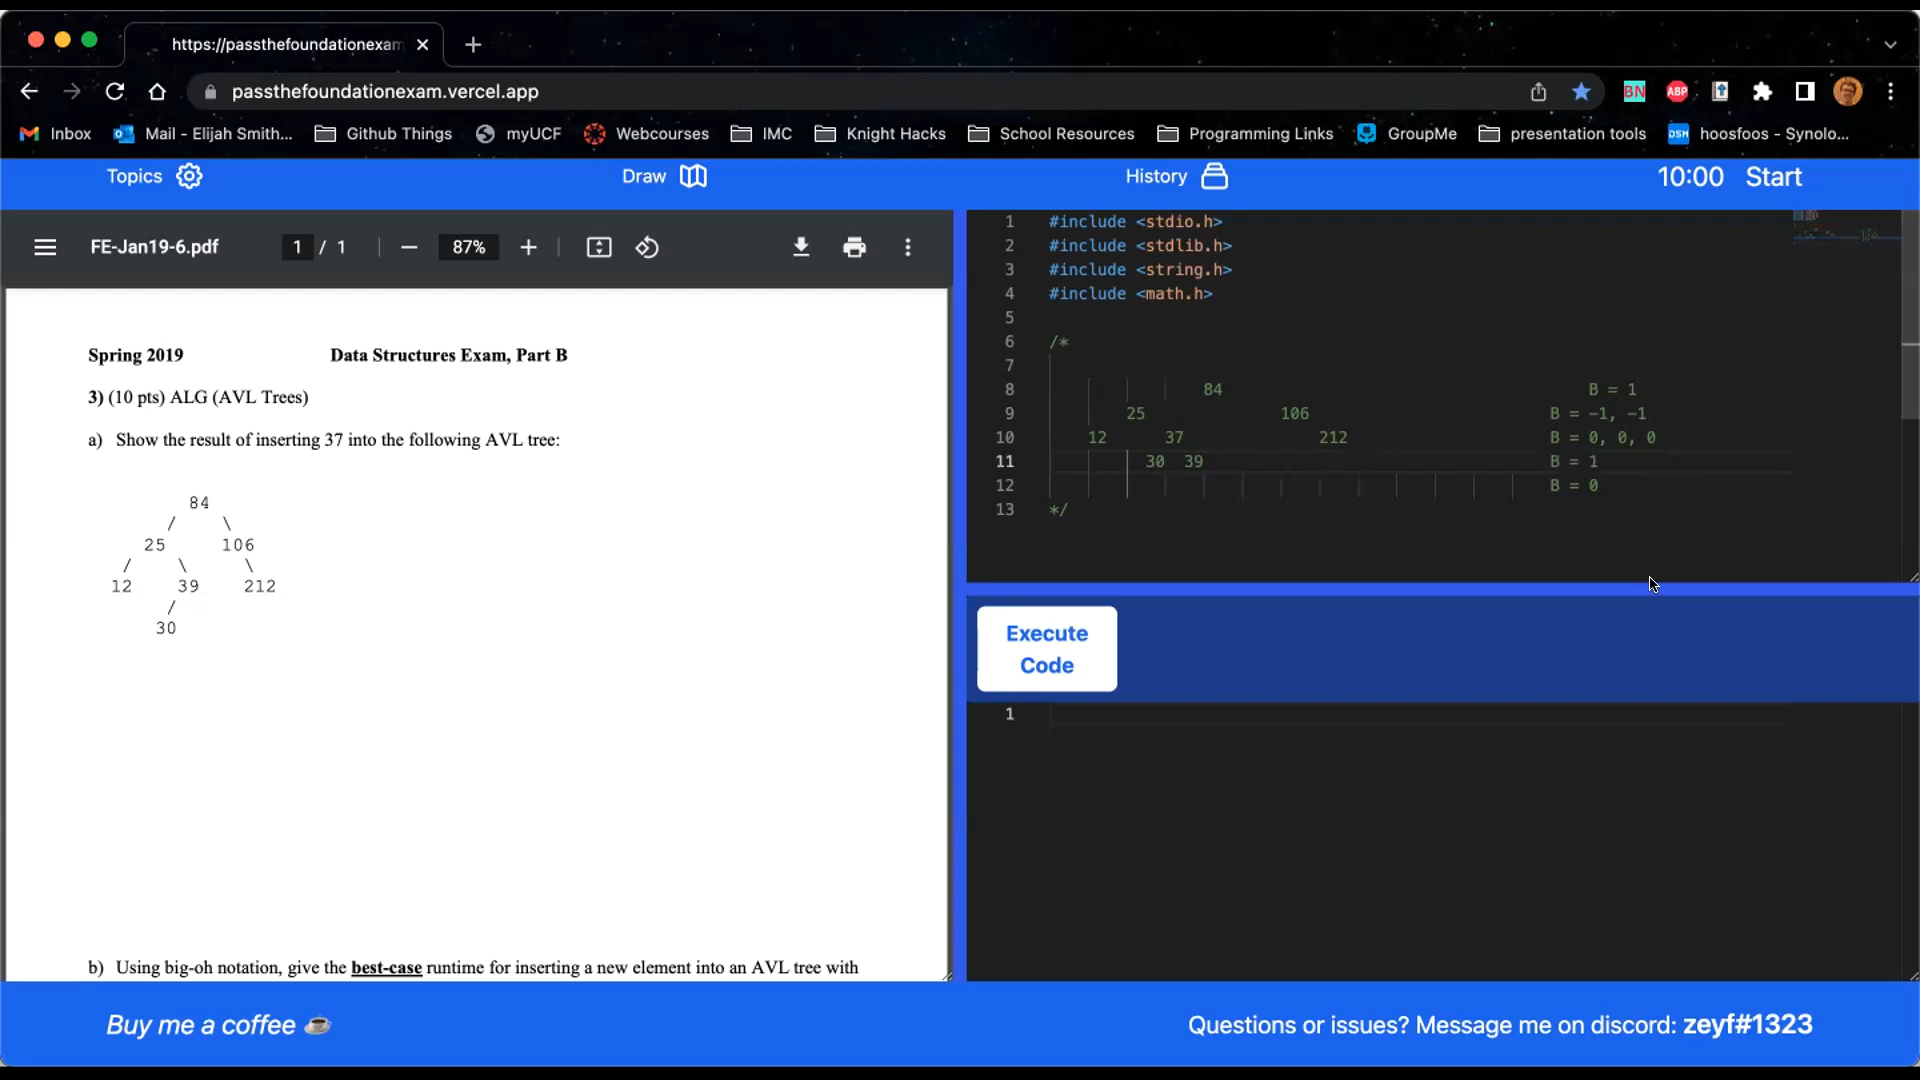 https://passthefoundationexam
passthefoundationexam.vercel.app
BN ABP
Inbox Mail - Elijah Smith... Github Things myUCF Webcourses IMC Knight Hacks School Resources Programming Links GroupMe presentation tools DSM hoosfoos - Synolo...
Topics Draw History 10:00 Start
FE-Jan19-6.pdf 1 / 1 87%
Spring 2019 Data Structures Exam, Part B
3) (10 pts) ALG (AVL Trees)
a) Show the result of inserting 37 into the following AVL tree:
84
/ \
25 106
/ \ \
12 39 212
/
30
b) Using big-oh notation, give the best-case runtime for inserting a new element into an AVL tree with
1 #include <stdio.h>
2 #include <stdlib.h>
3 #include <string.h>
4 #include <math.h>
5
6 /*
7
8 84 B = 1
9 25 106 B = -1, -1
10 12 37 212 B = 0, 0, 0
11 30 39 B = 1
12 B = 0
13 */
Execute
Code
1
Buy me a coffee ☕
Questions or issues? Message me on discord: zeyf#1323